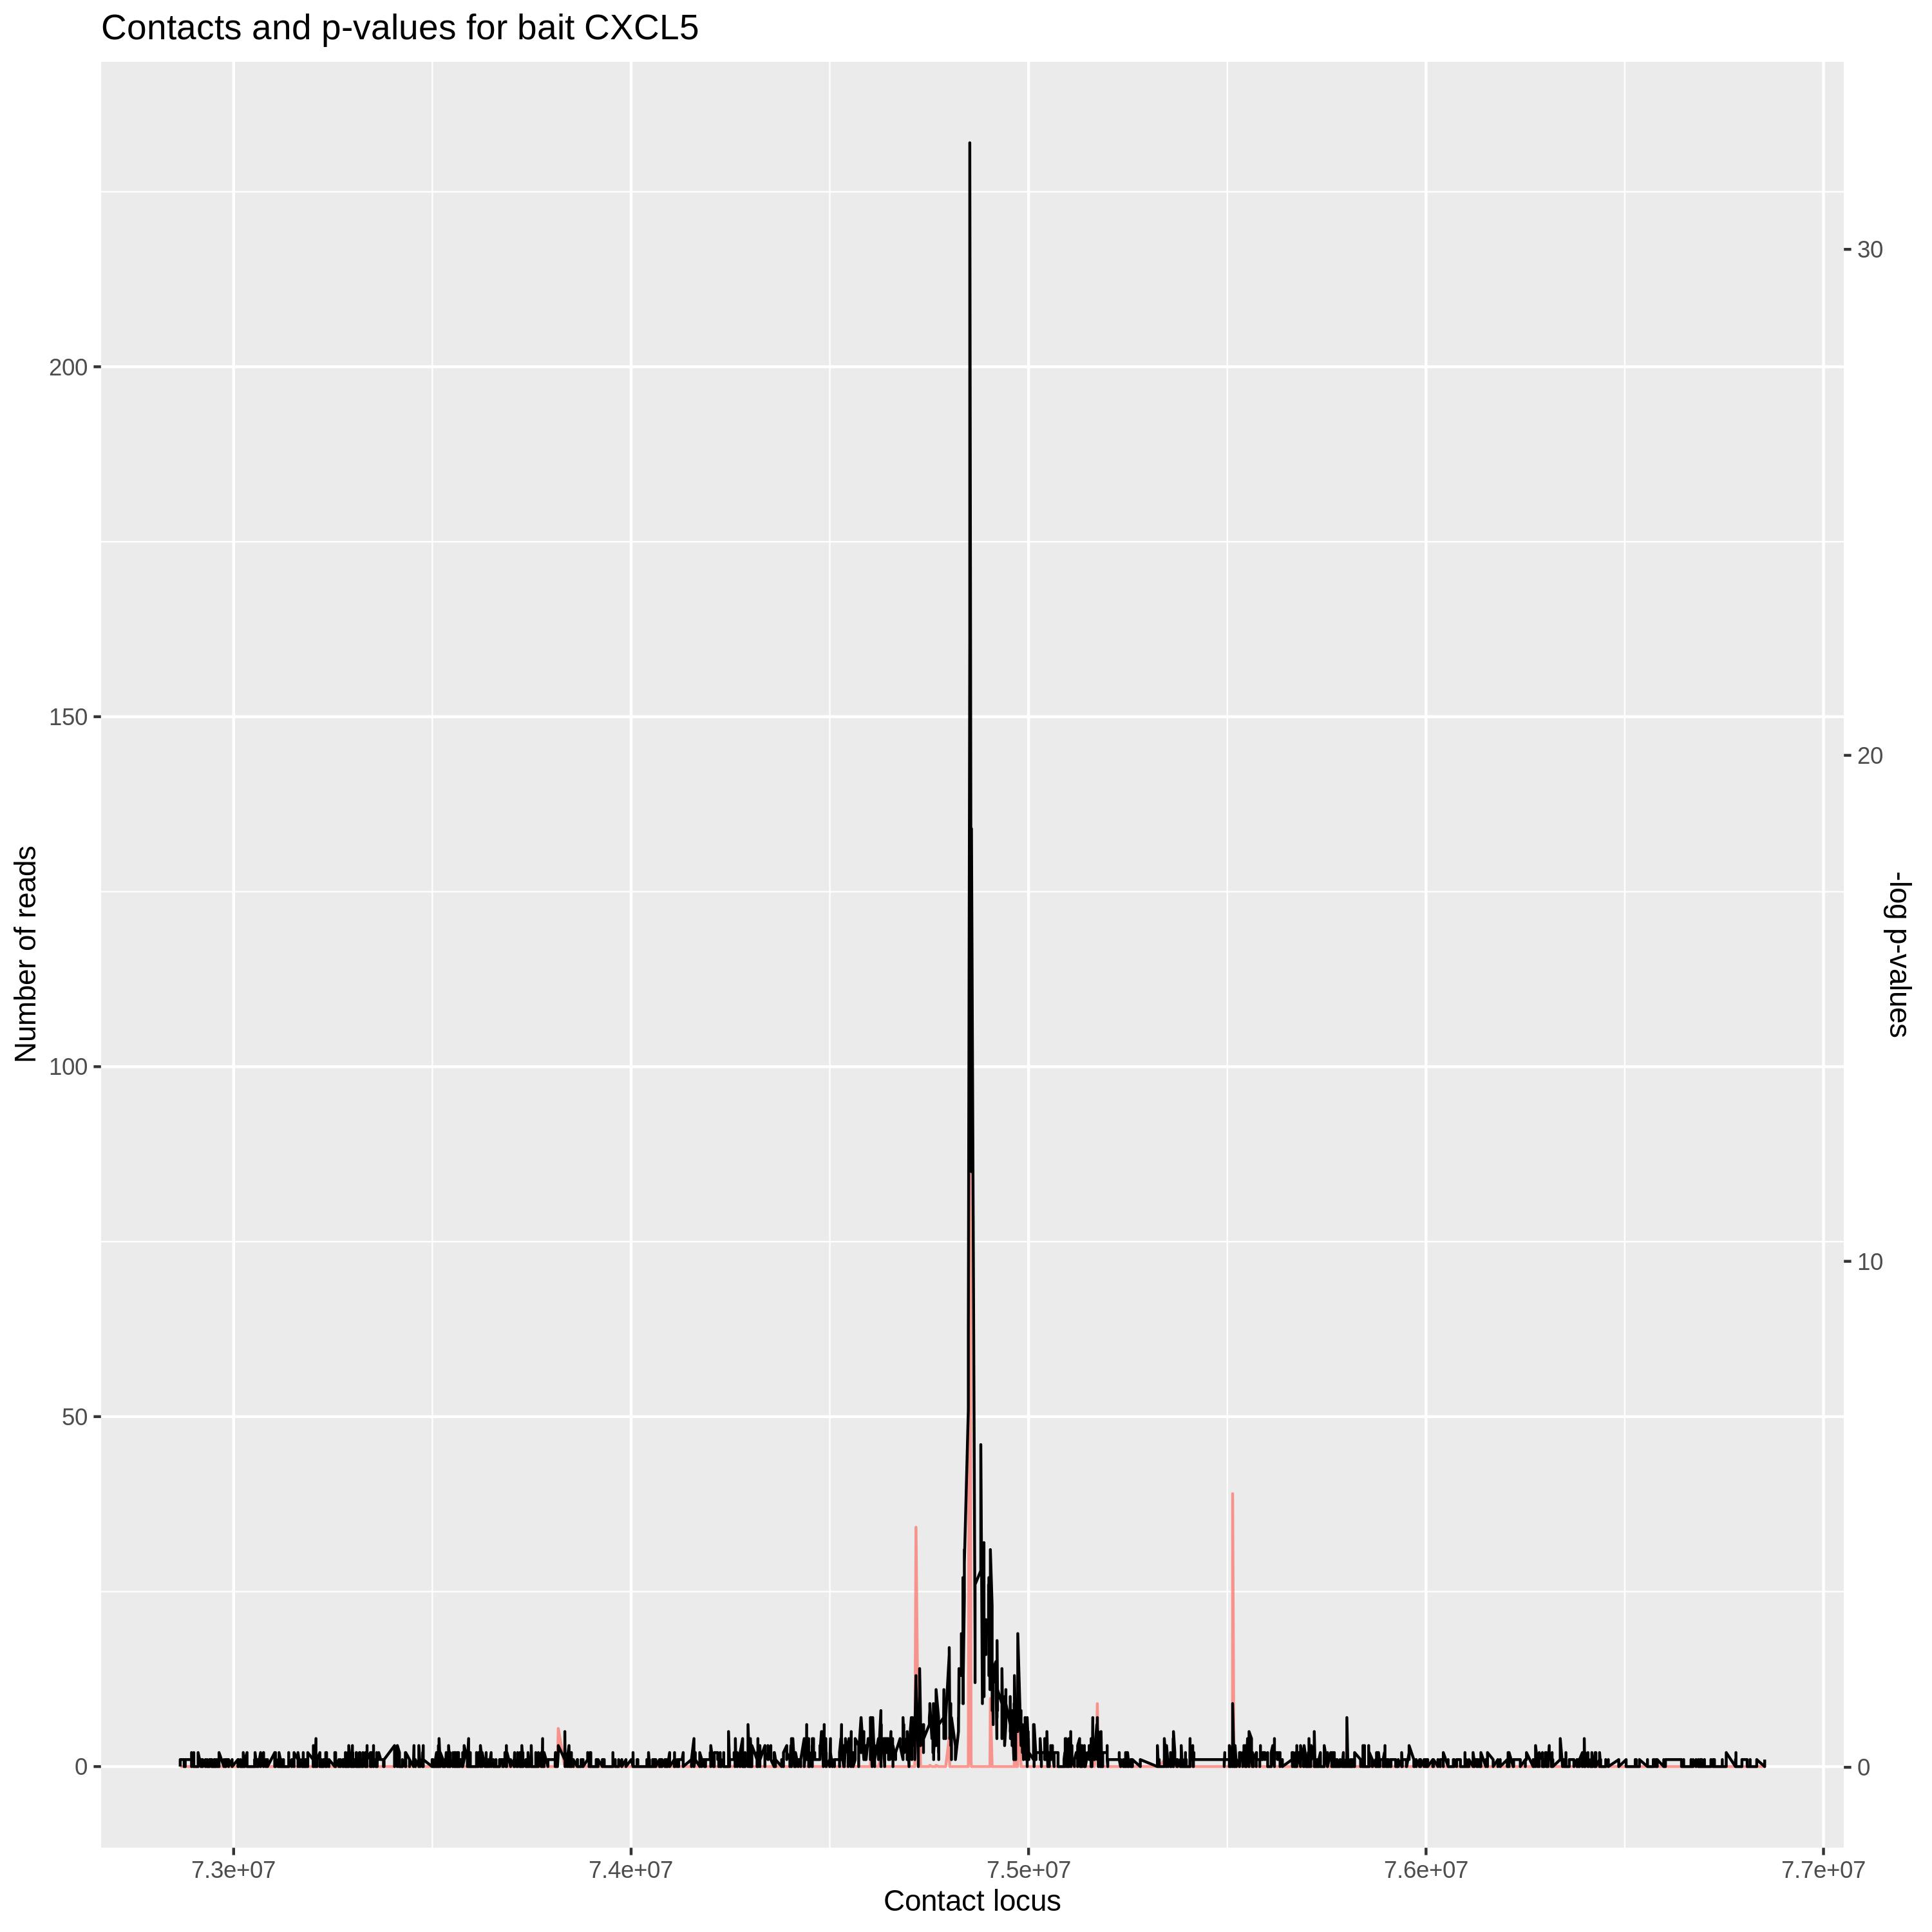 Contacts and p-values for bait CXCL5
200
150
100
50
0
Number of reads
30
20
10
0
-log p-values
7.3e+07
7.4e+07
7.5e+07
7.6e+07
7.7e+07
Contact locus